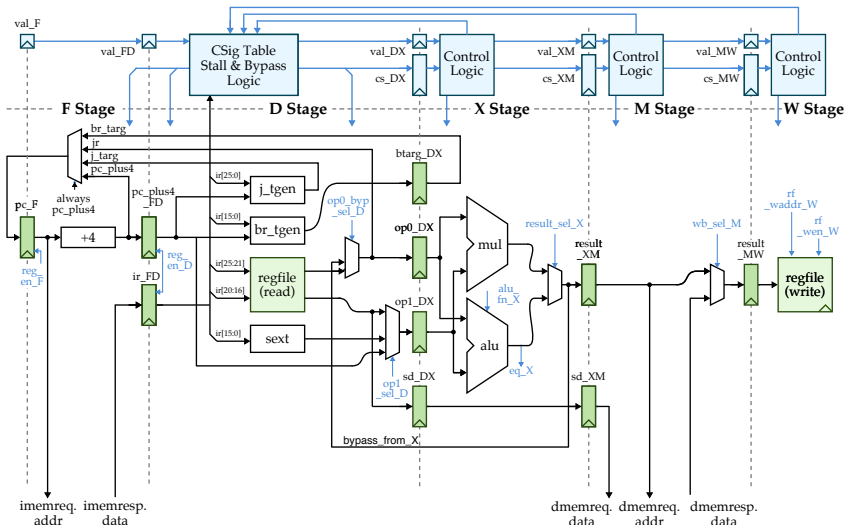 val_F
val_FD
CSig Table
Stall & Bypass
Logic
val_DX
cs_DX
Control
Logic
val_XM
cs_XM
Control
Logic
val_MW
cs_MW
Control
Logic
F Stage
D Stage
X Stage
M Stage
W Stage
br_targ
jr
j_targ
pc_plus4
always
pc_plus4
pc_F
+4
pc_plus4
_FD
reg_
en_F
reg_
en_D
ir_FD
ir[25:0]
j_tgen
ir[15:0]
br_tgen
ir[25:21]
ir[20:16]
regfile
(read)
ir[15:0]
sext
op0_byp
_sel_D
op1
_sel_D
btarg_DX
op0_DX
op1_DX
sd_DX
mul
alu
alu_
fn_X
eq_X
result_sel_X
bypass_from_X
result
_XM
sd_XM
wb_sel_M
result
_MW
rf
_waddr_W
rf
_wen_W
regfile
(write)
imemreq.
addr
imemresp.
data
dmemreq.
data
dmemreq.
addr
dmemresp.
data